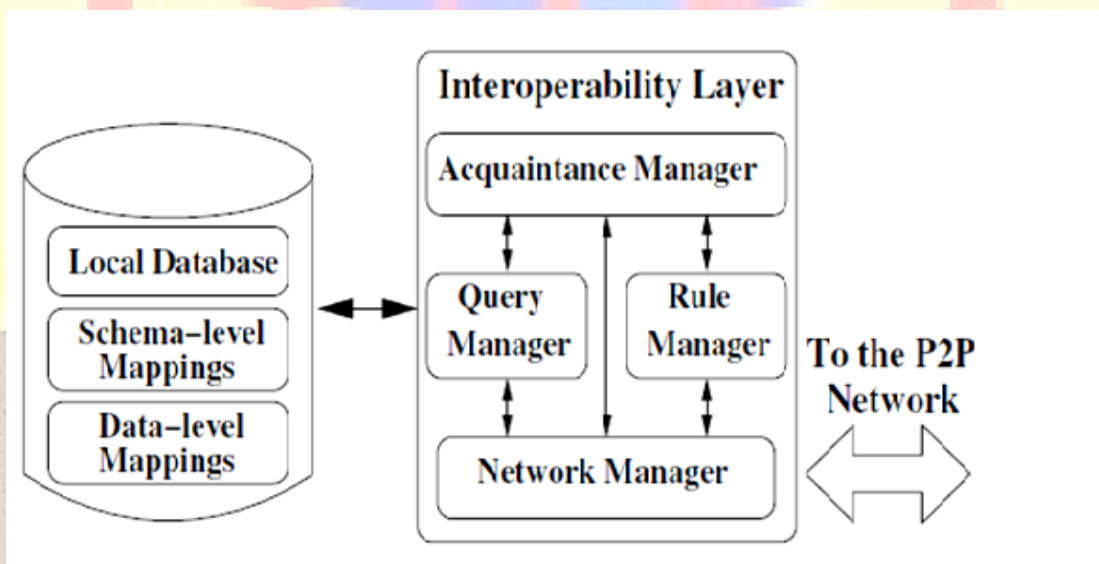 Interoperability Layer
Acquaintance Manager
Local Database
Schema–level
Mappings
Data–level
Mappings
Query
Manager
Rule
Manager
Network Manager
To the P2P
Network